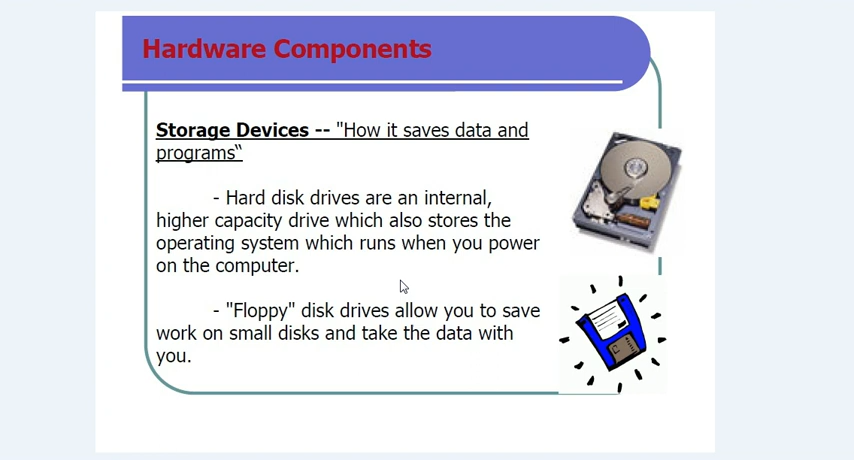 Hardware Components
Storage Devices -- "How it saves data and
programs“
- Hard disk drives are an internal,
higher capacity drive which also stores the
operating system which runs when you power
on the computer.
- "Floppy" disk drives allow you to save
work on small disks and take the data with
you.